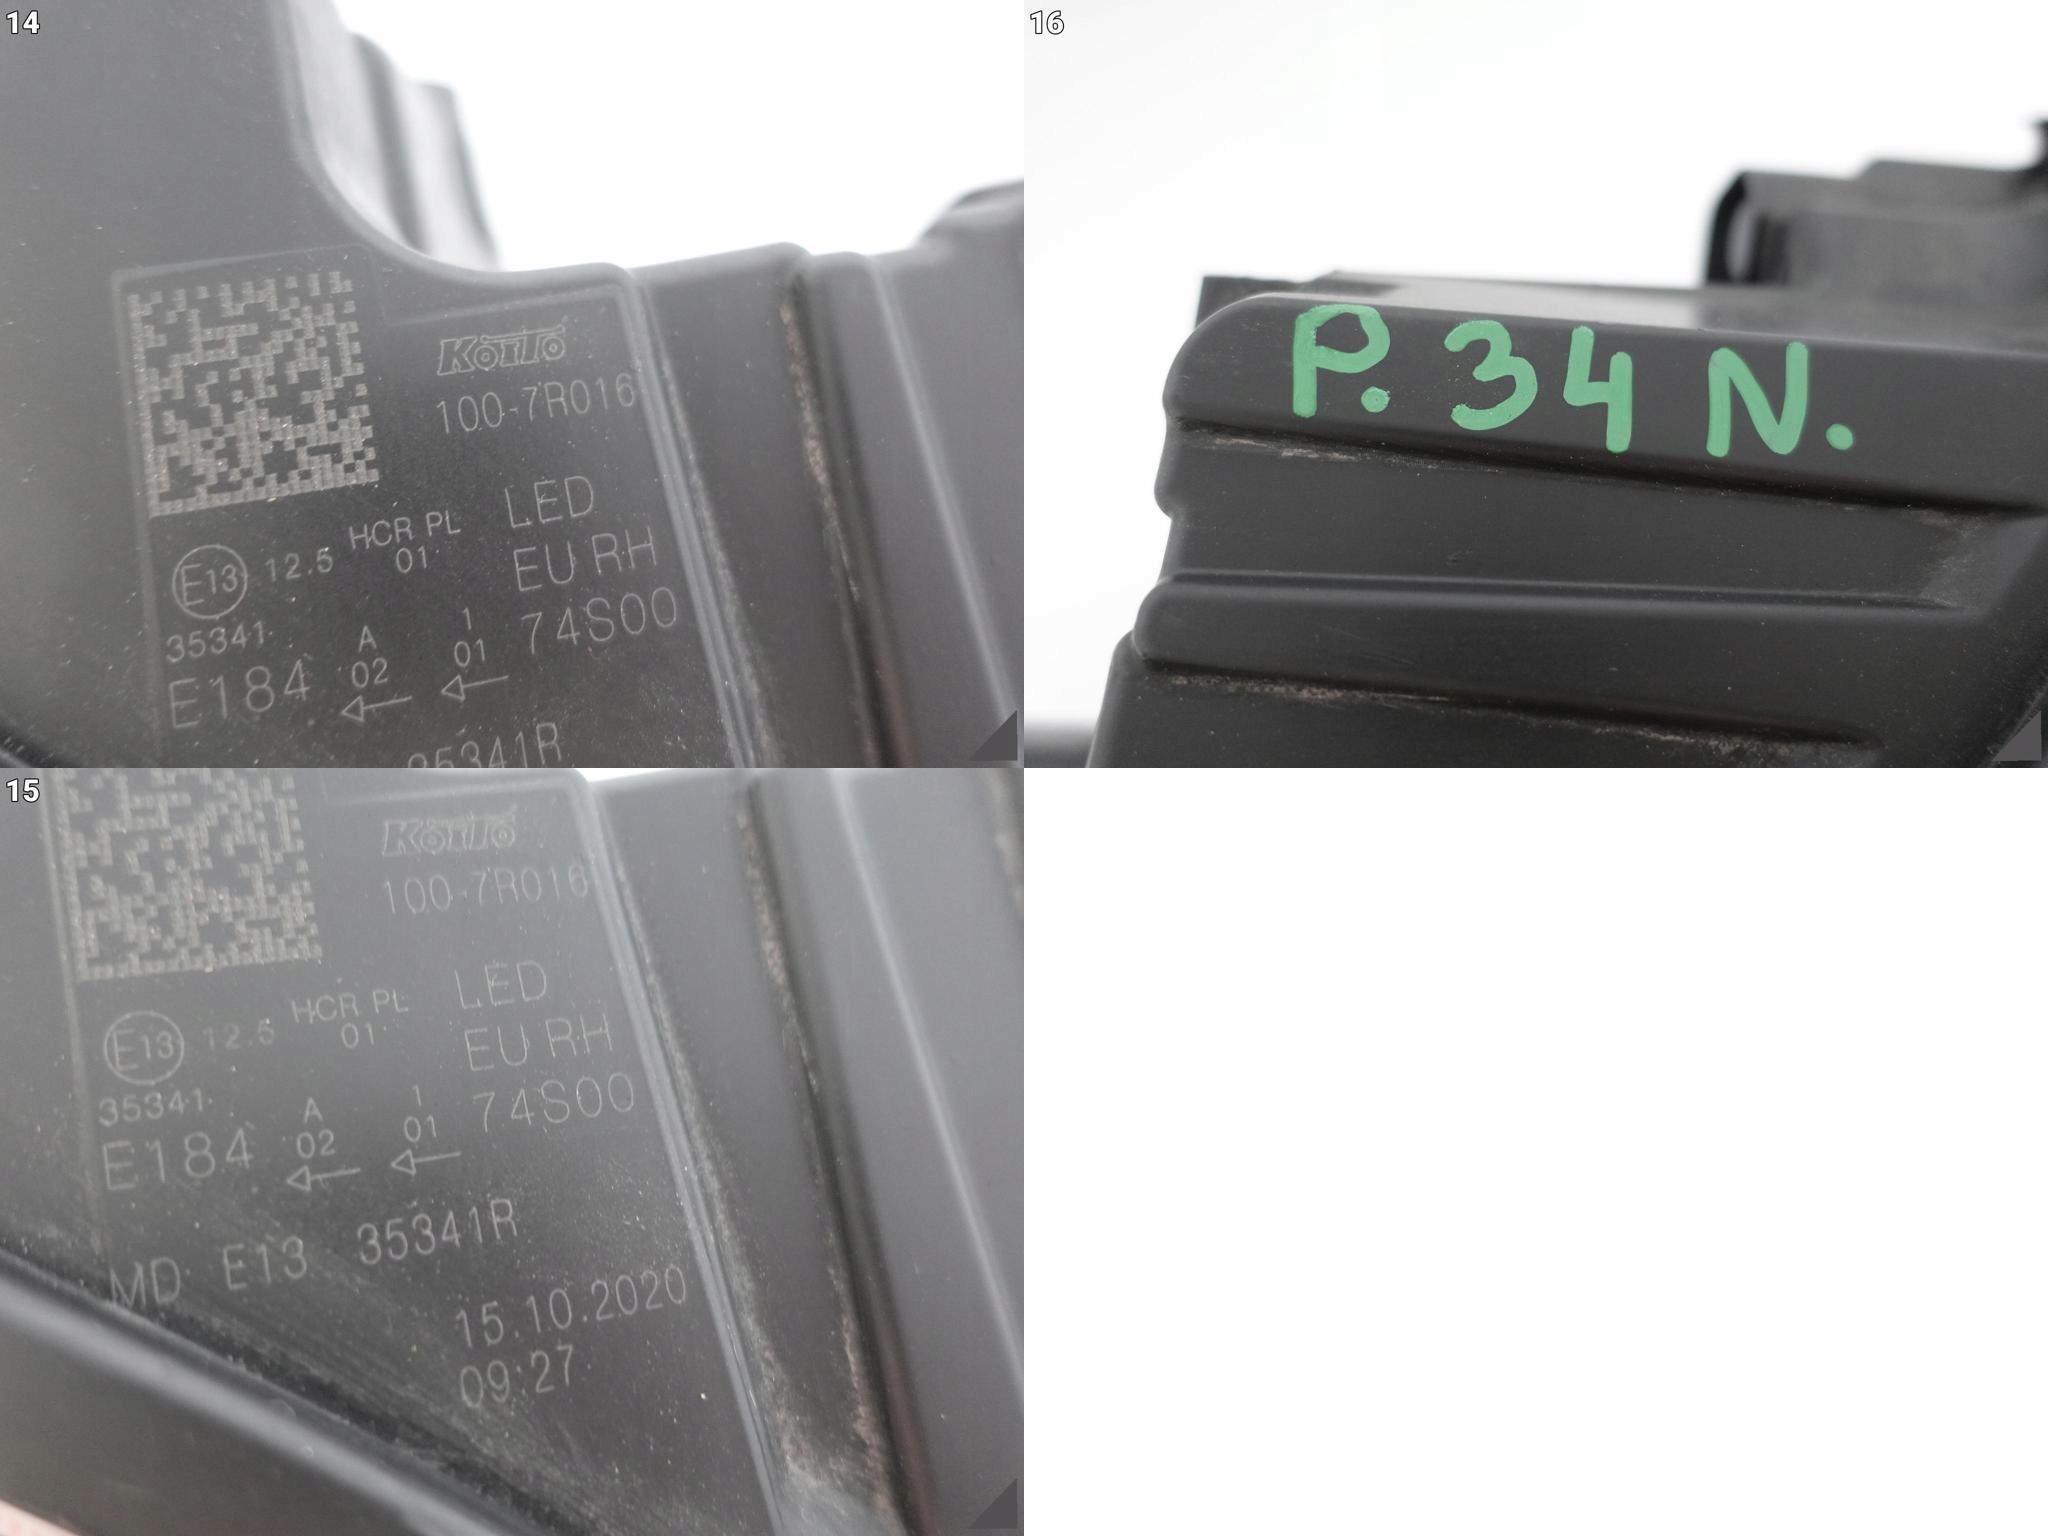 14
KOITO
100-7R016
HCR PL LED
E13 12.5 01 EU RH
35341 A 1 74S00
E184 02 01
35341R
16
P. 34 N.
15
KOITO
100-7R016
HCR PL LED
E13 12.5 01 EU RH
35341 A 1 74S00
E184 02 01
MD E13 35341R
15.10.2020
09:27